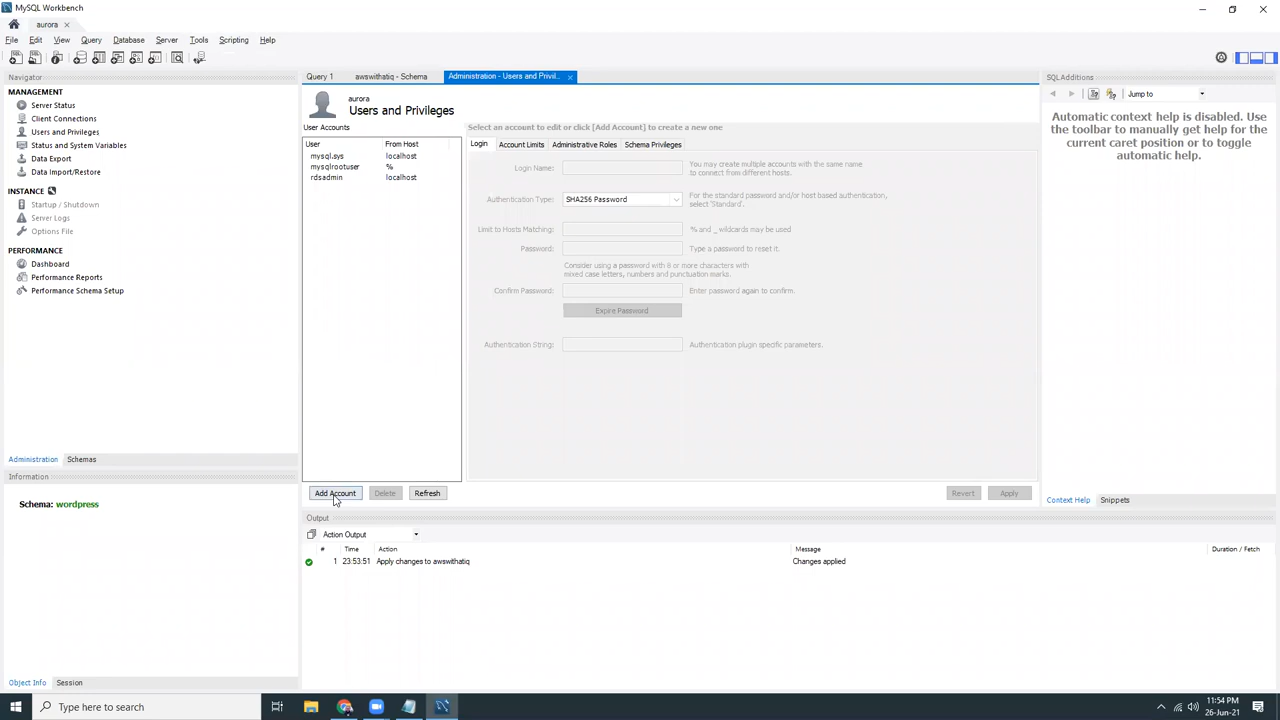 MySQL Workbench
aurora ×
File Edit View Query Database Server Tools Scripting Help
Navigator
MANAGEMENT
Server Status
Client Connections
Users and Privileges
Status and System Variables
Data Export
Data Import/Restore
INSTANCE
Startup / Shutdown
Server Logs
Options File
PERFORMANCE
Dashboard
Performance Reports
Performance Schema Setup
Administration Schemas
Information
Schema: wordpress
Object Info Session
Query 1 awswithatiq - Schema Administration - Users and Privil... ×
aurora
Users and Privileges
User Accounts
User From Host
mysql.sys localhost
mysqlrootuser %
rdsadmin localhost
Add Account Delete Refresh
Select an account to edit or click [Add Account] to create a new one
Login Account Limits Administrative Roles Schema Privileges
Login Name: You may create multiple accounts with the same name
to connect from different hosts.
Authentication Type: SHA256 Password For the standard password and/or host based authentication,
select 'Standard'.
Limit to Hosts Matching: % and _ wildcards may be used
Password: Type a password to reset it.
Consider using a password with 8 or more characters with
mixed case letters, numbers and punctuation marks.
Confirm Password: Enter password again to confirm.
Expire Password
Authentication String: Authentication plugin specific parameters.
Revert Apply
Output
Action Output
# Time Action Message Duration / Fetch
1 23:53:51 Apply changes to awswithatiq Changes applied
SQLAdditions
Jump to
Automatic context help is disabled. Use
the toolbar to manually get help for the
current caret position or to toggle
automatic help.
Context Help Snippets
Type here to search
11:54 PM
26-Jun-21